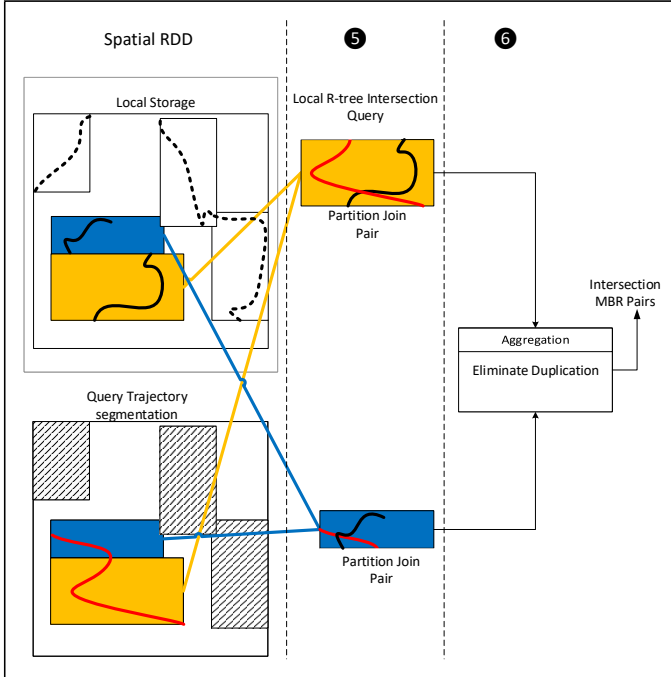 Spatial RDD
❺
❻
Local Storage
Local R-tree Intersection
Query
Partition Join
Pair
Intersection
MBR Pairs
Aggregation
Eliminate Duplication
Query Trajectory
segmentation
Partition Join
Pair